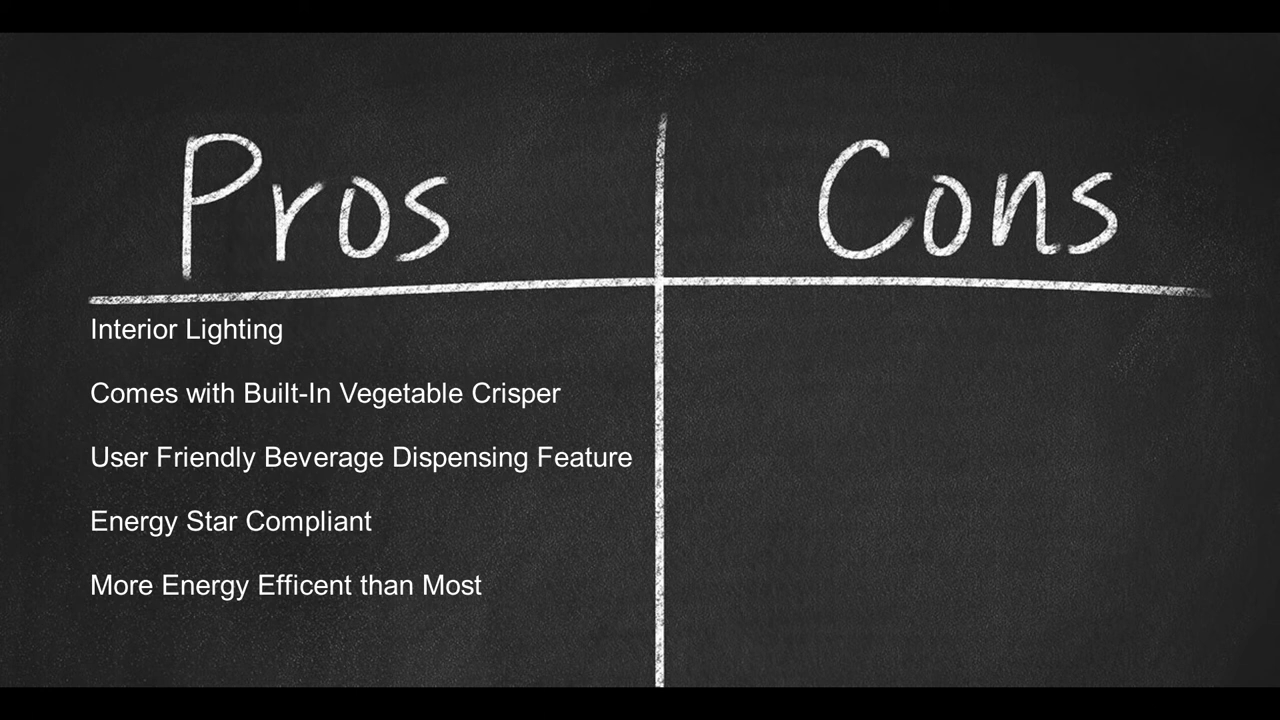 Pros
Cons
Interior Lighting
Comes with Built-In Vegetable Crisper
User Friendly Beverage Dispensing Feature
Energy Star Compliant
More Energy Efficent than Most